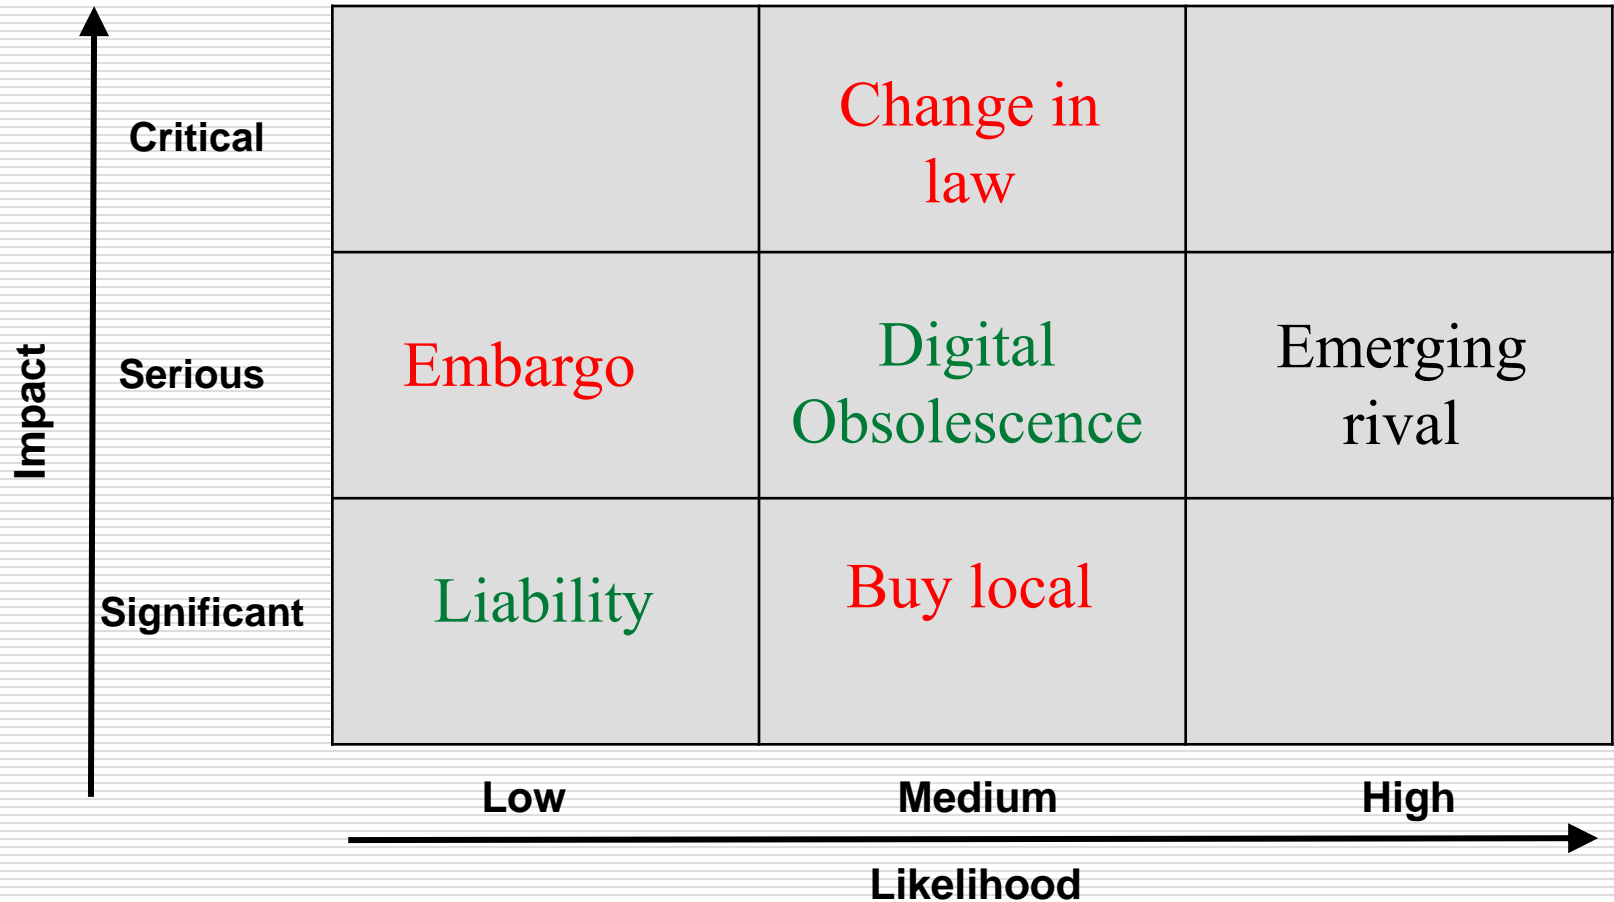 Critical
Change in
law
Impact
Serious
Embargo
Digital
Obsolescence
Emerging
rival
Significant
Liability
Buy local
Low
Medium
High
Likelihood